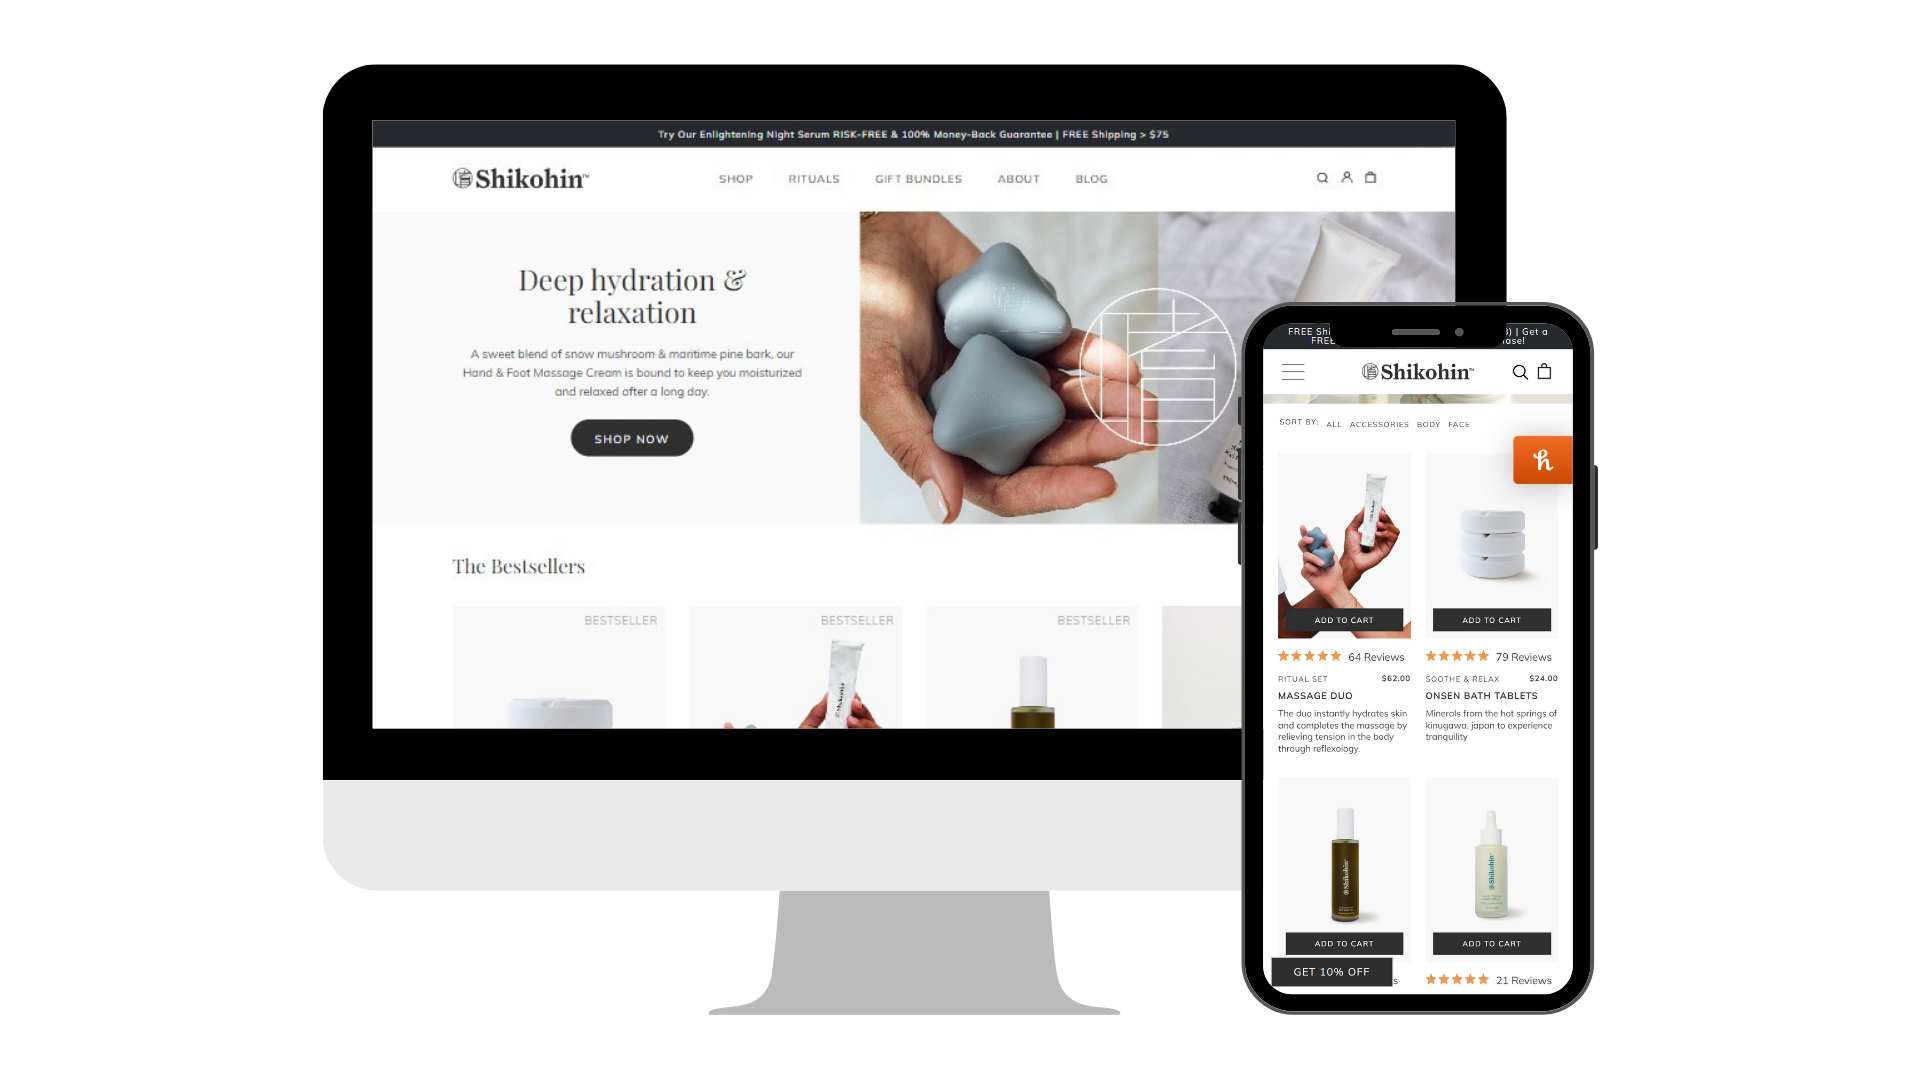 Try Our Enlightening Night Serum RISK-FREE & 100% Money-Back Guarantee | FREE Shipping > $75
Shikohin™
SHOP
RITUALS
GIFT BUNDLES
ABOUT
BLOG
Deep hydration &
relaxation
A sweet blend of snow mushroom & maritime pine bark, our
Hand & Foot Massage Cream is bound to keep you moisturized
and relaxed after a long day.
SHOP NOW
The Bestsellers
BESTSELLER
BESTSELLER
BESTSELLER
Shikohin
FREE | Get a
FREE
Shikohin™
SORT BY: ALL ACCESSORIES BODY FACE
h
ADD TO CART
ADD TO CART
64 Reviews
79 Reviews
RITUAL SET $62.00
SOOTHE & RELAX $24.00
MASSAGE DUO
ONSEN BATH TABLETS
The duo instantly hydrates skin
and completes the massage by
relieving tension in the body
through reflexology.
Minerals from the hot springs of
kinugawa, japan to experience
tranquility
Shikohin
Shikohin
ADD TO CART
ADD TO CART
GET 10% OFF
21 Reviews